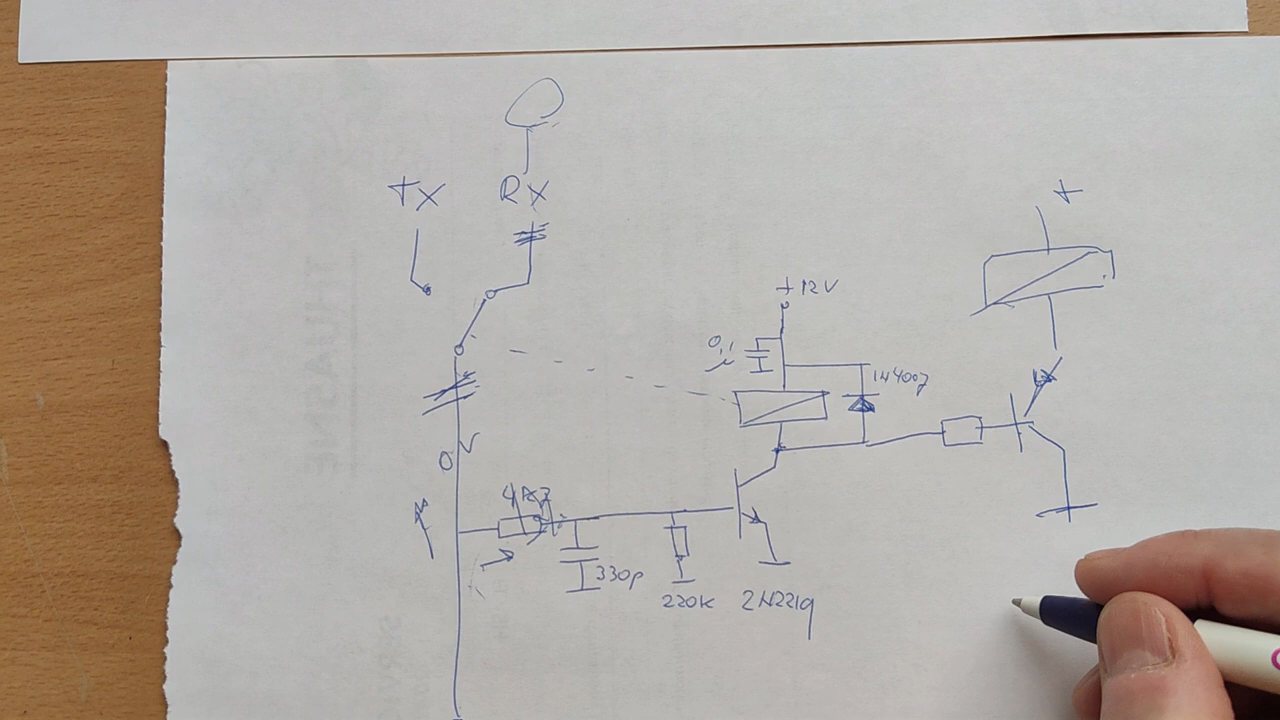 TX RX
+
+12V
0,1
μ
1N4007
0V
4k7
330p
220K 2N2219